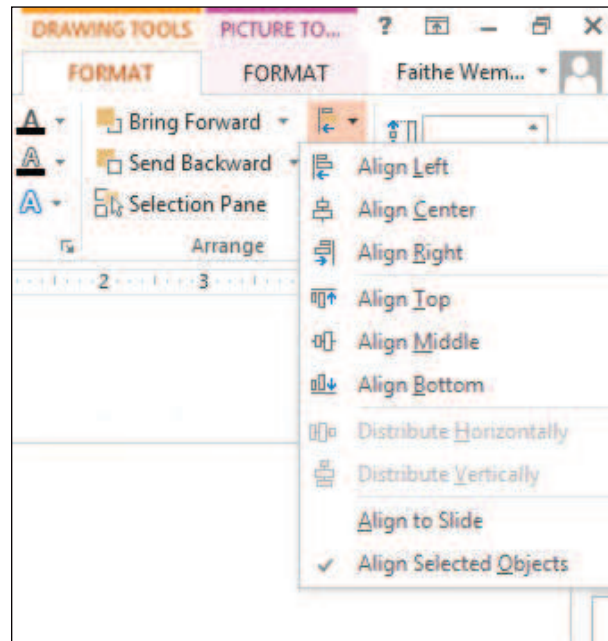 DRAWING TOOLS PICTURE TO... ?
FORMAT FORMAT Faithe Wem...
A Bring Forward
A Send Backward
A Selection Pane
Arrange
2 3
Align Left
Align Center
Align Right
Align Top
Align Middle
Align Bottom
Distribute Horizontally
Distribute Vertically
Align to Slide
Align Selected Objects